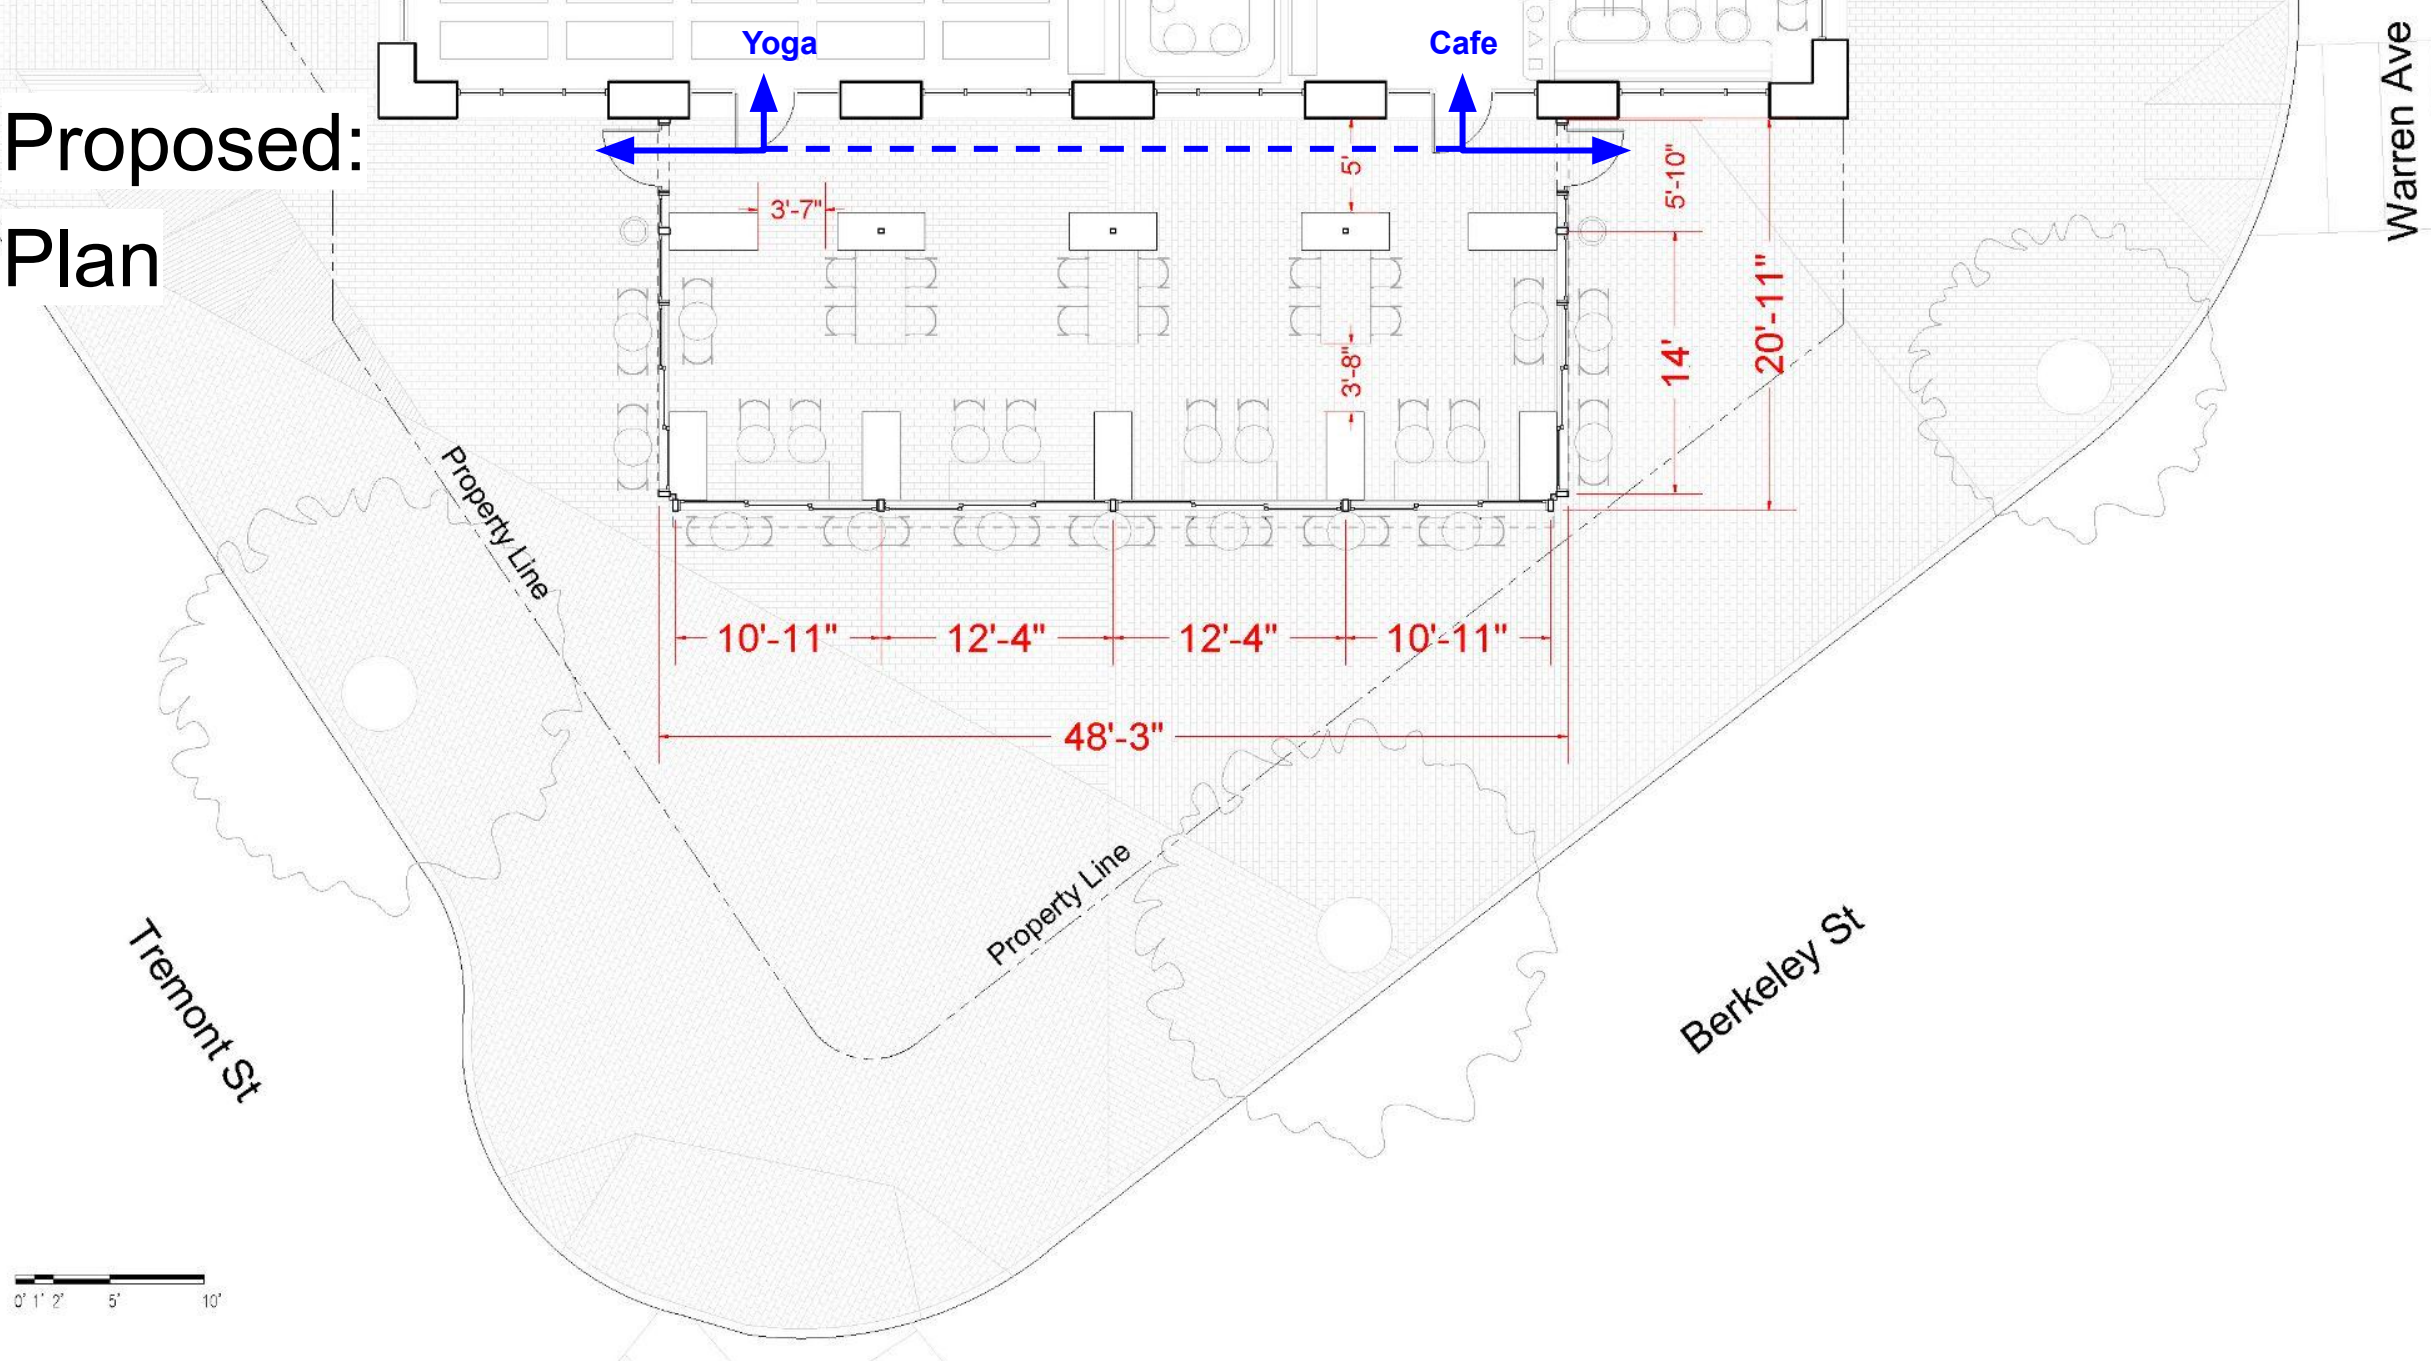 Yoga
Cafe
Warren Ave
Proposed:
Plan
3'-7"
5'
5'-10"
20'-11"
14'
3'-8"
Property Line
10'-11"
12'-4"
12'-4"
10'-11"
48'-3"
Property Line
Tremont St
Berkeley St
0' 1' 2' 5' 10'